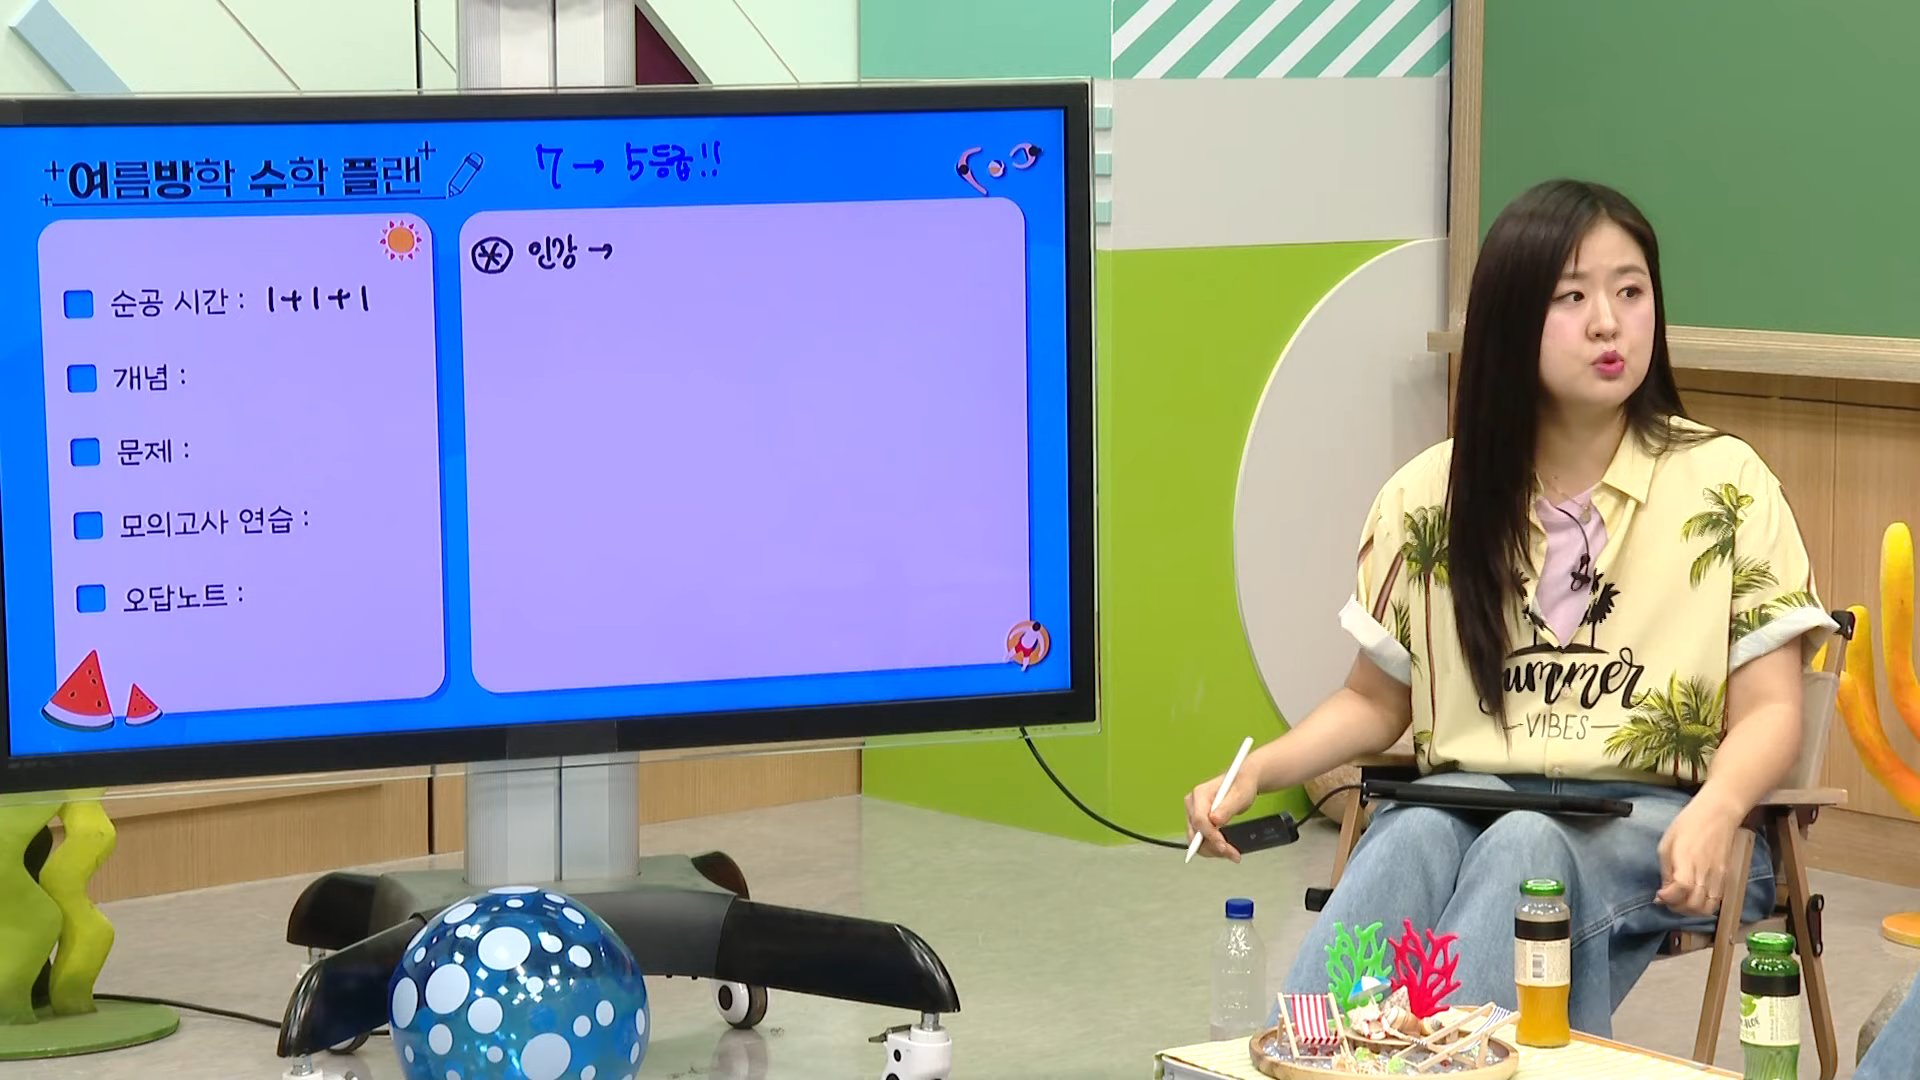 여름방학 수학 플랜
7 → 5등급!!
순공 시간 : 1+1+1
개념 :
문제 :
모의고사 연습 :
오답노트 :
인강 →
summer
VIBES